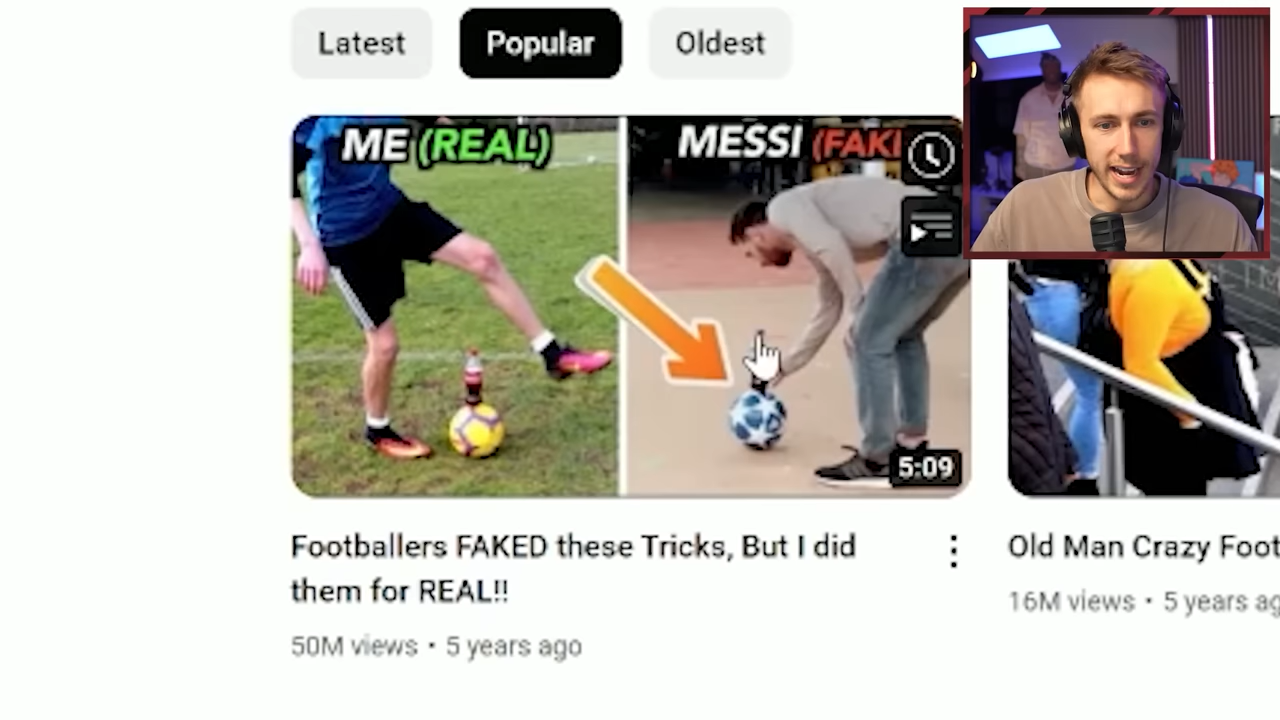 Latest
Popular
Oldest
ME (REAL)
MESSI (FAK
5:09
Footballers FAKED these Tricks, But I did
them for REAL!!
50M views • 5 years ago
Old Man Crazy Foot
16M views • 5 years ag